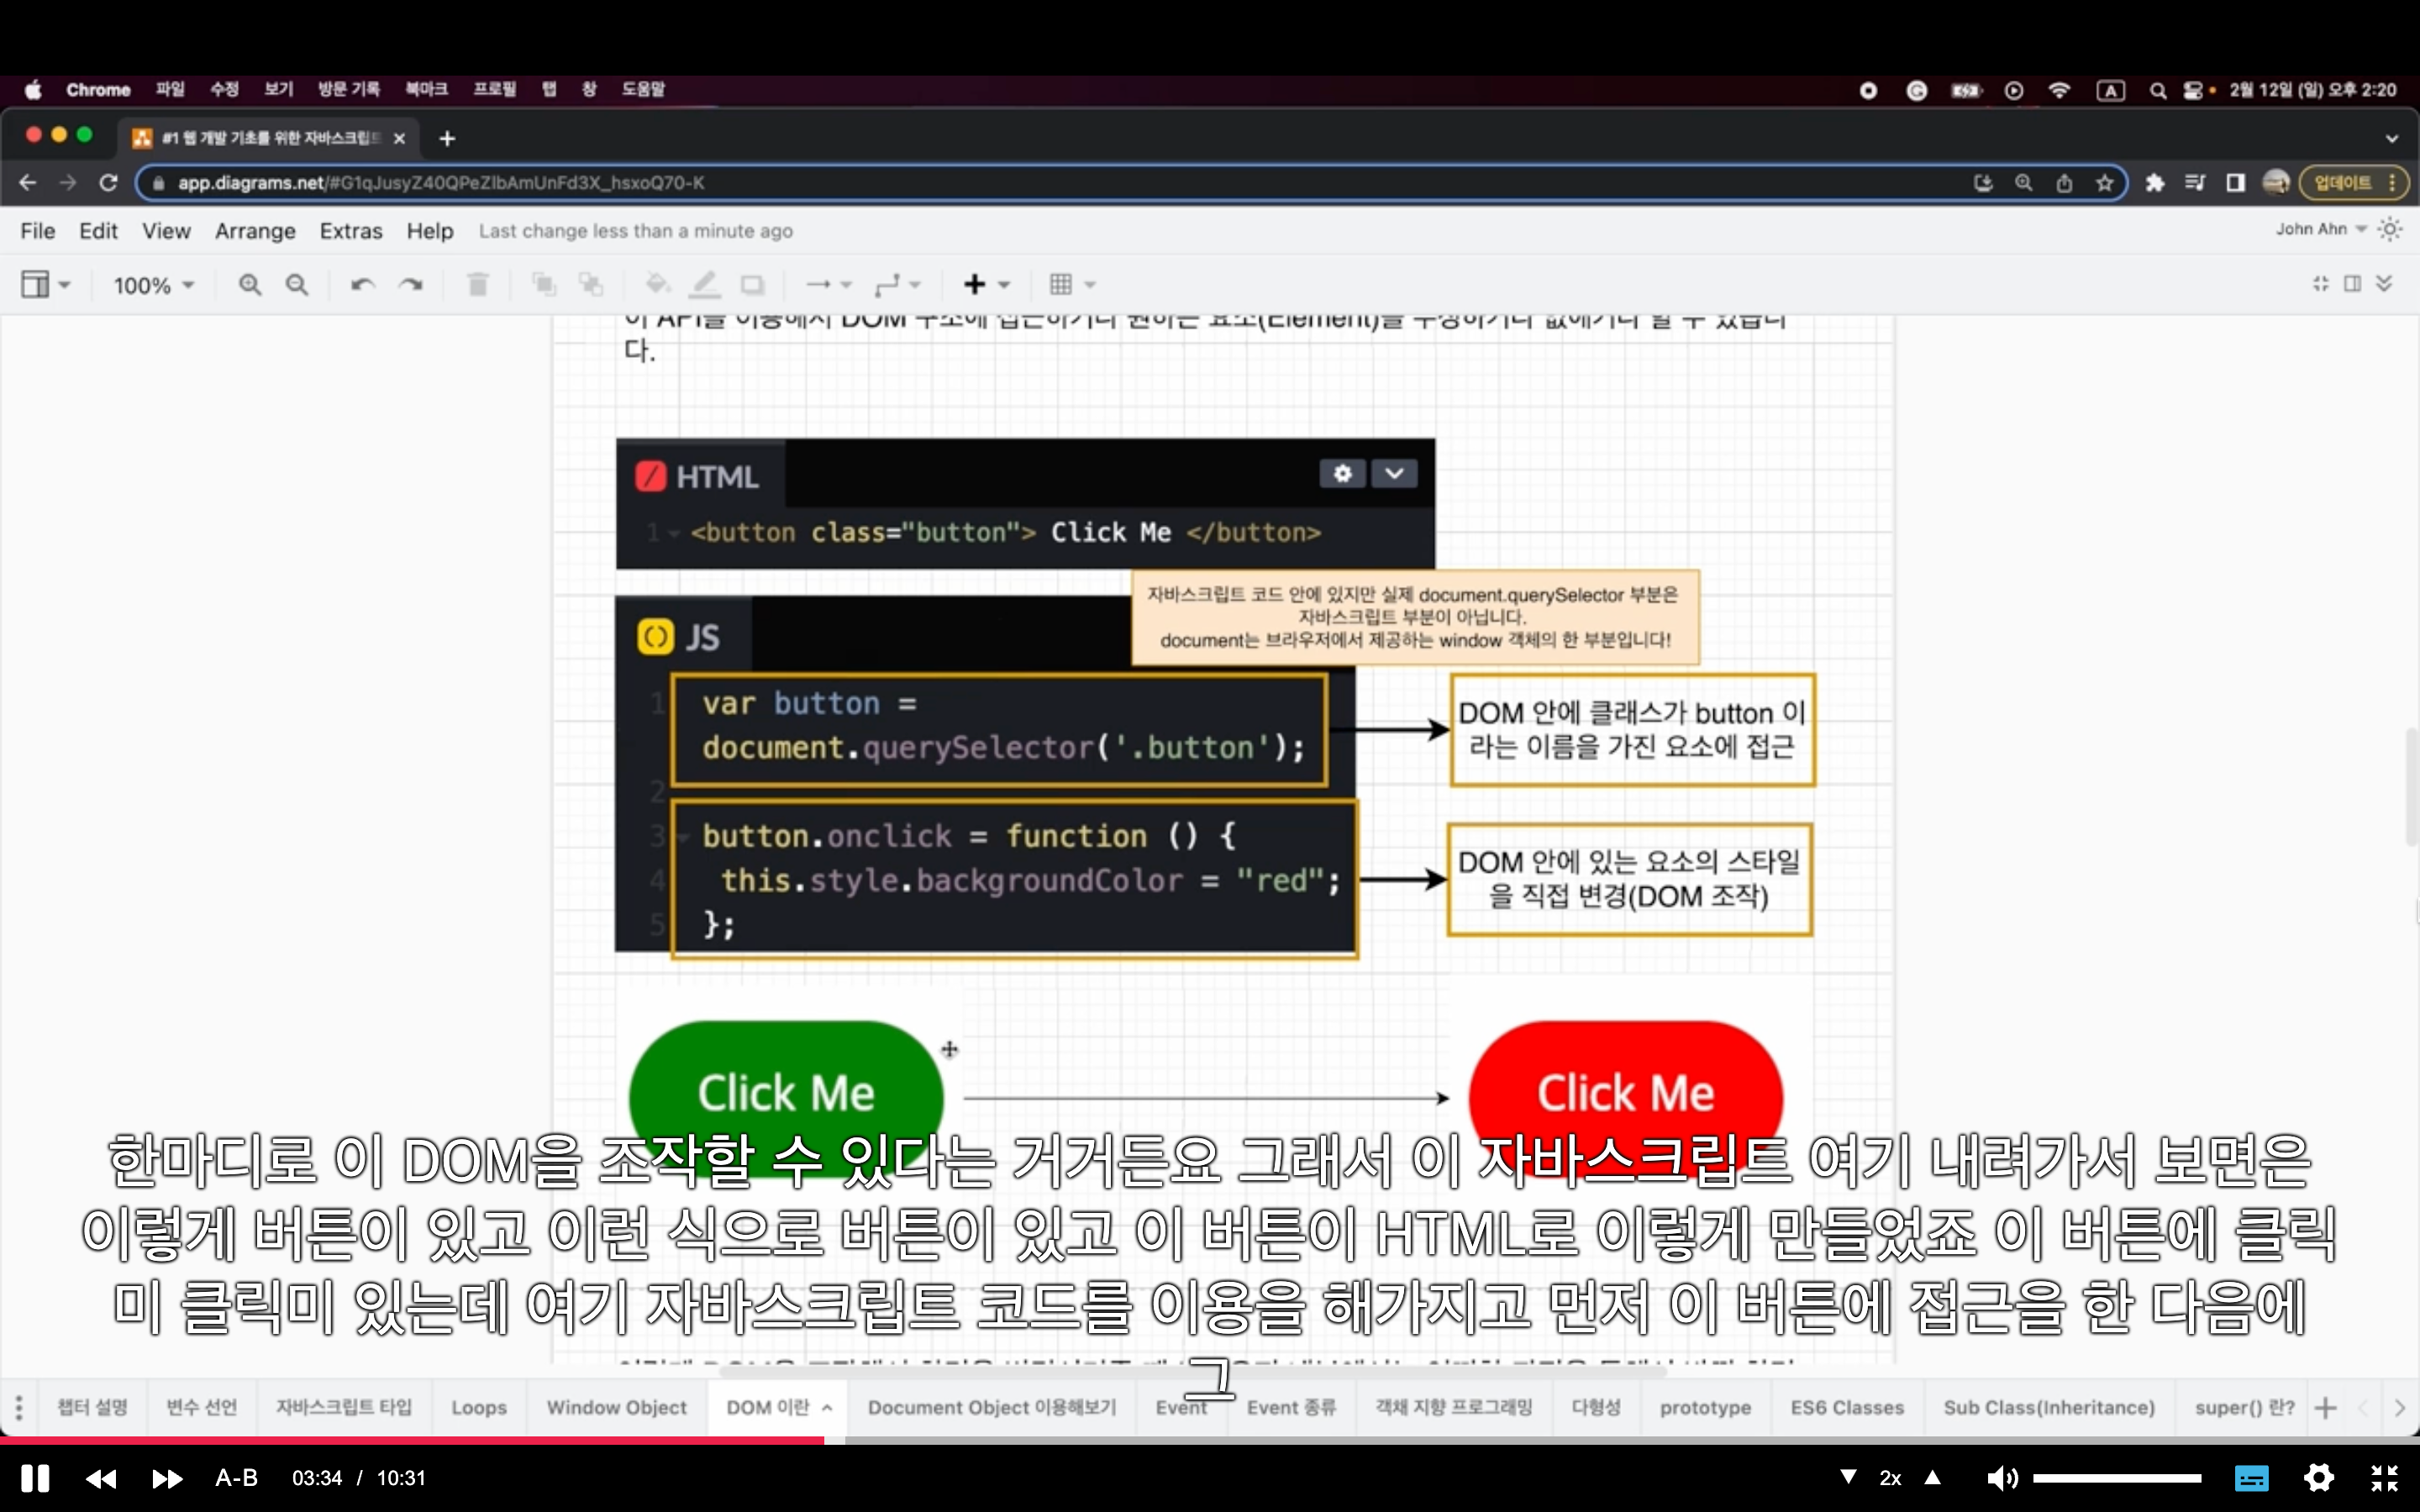 Chrome 파일 수정 보기 방문 기록 북마크 프로필 탭 창 도움말 A 2월 12일 (일) 오후 2:20
#1 웹 개발 기초를 위한 자바스크립트
app.diagrams.net/#G1qJusyZ40QPeZlbAmUnFd3X_hsxoQ70-K 업데이트
File Edit View Arrange Extras Help Last change less than a minute ago John Ahn
100%
이 API를 이용해서 DOM 구조에 접근하거나 원하는 요소(Element)를 수정하거나 없애거나 할 수 있습니
다.
HTML
1 <button class="button"> Click Me </button>
자바스크립트 코드 안에 있지만 실제 document.querySelector 부분은
자바스크립트 부분이 아닙니다.
document는 브라우저에서 제공하는 window 객체의 한 부분입니다!
JS
1 var button =
document.querySelector('.button');
2
3 button.onclick = function () {
4 this.style.backgroundColor = "red";
5 };
DOM 안에 클래스가 button 이
라는 이름을 가진 요소에 접근
DOM 안에 있는 요소의 스타일
을 직접 변경(DOM 조작)
Click Me Click Me
한마디로 이 DOM을 조작할 수 있다는 거거든요 그래서 이 자바스크립트 여기 내려가서 보면은
이렇게 버튼이 있고 이런 식으로 버튼이 있고 이 버튼이 HTML로 이렇게 만들었죠 이 버튼에 클릭
미 클릭미 있는데 여기 자바스크립트 코드를 이용을 해가지고 먼저 이 버튼에 접근을 한 다음에
그
챕터 설명 변수 선언 자바스크립트 타입 Loops Window Object DOM 이란 Document Object 이용해보기 Event Event 종류 객채 지향 프로그래밍 다형성 prototype ES6 Classes Sub Class(Inheritance) super() 란?
A-B 03:34 / 10:31 2x